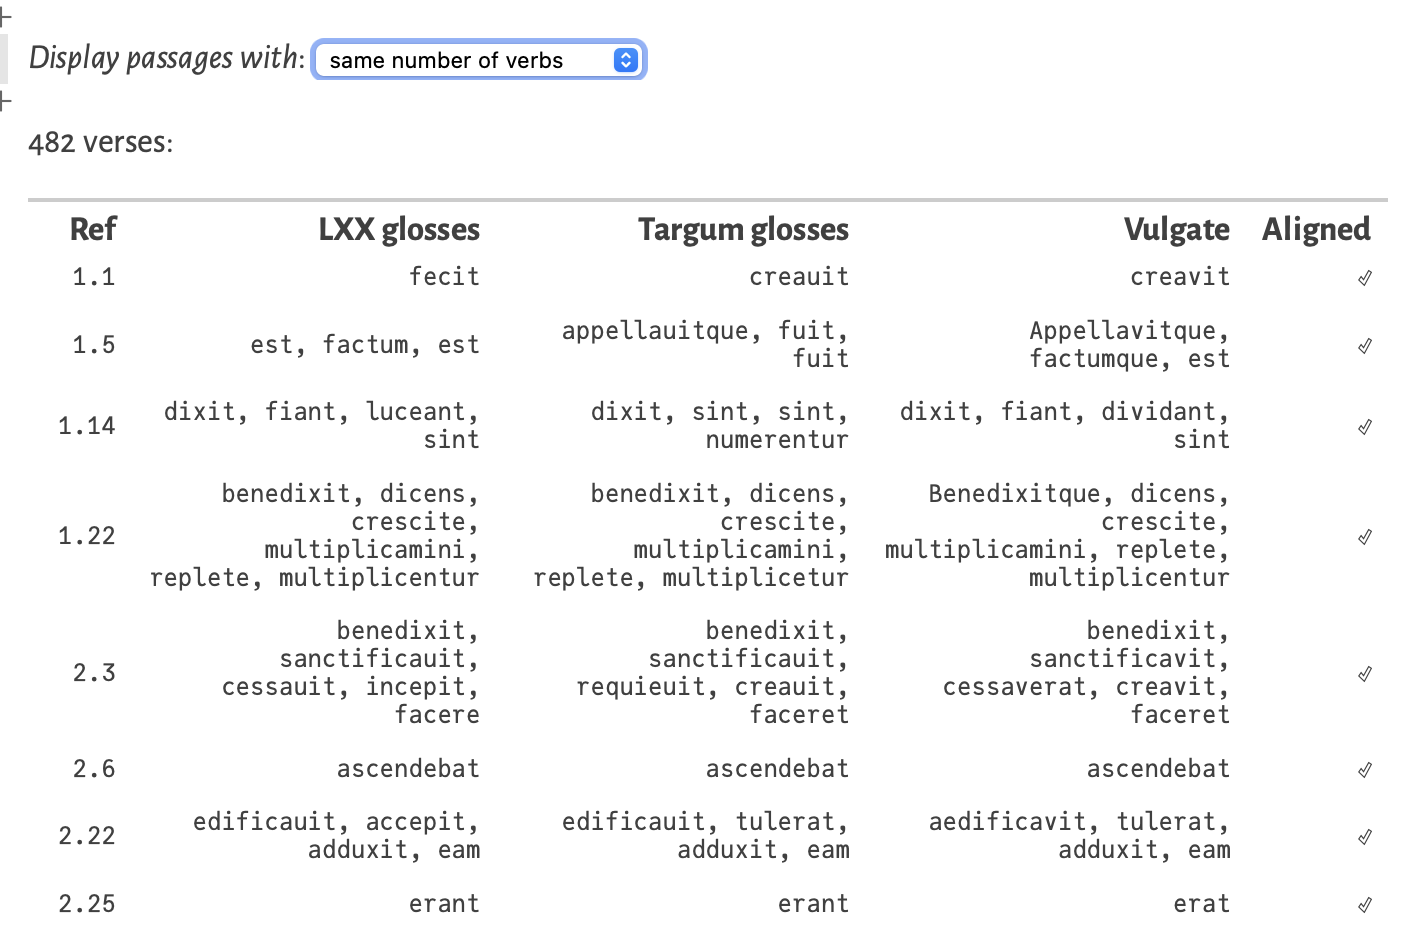 Display passages with: same number of verbs
482 verses:
Ref LXX glosses Targum glosses Vulgate Aligned
1.1 fecit creauit creavit ✓
1.5 est, factum, est appellauitque, fuit, fuit Appellavitque, factumque, est ✓
1.14 dixit, fiant, luceant, sint dixit, sint, sint, numerentur dixit, fiant, dividant, sint ✓
1.22 benedixit, dicens, crescite, multiplicamini, replete, multiplicentur benedixit, dicens, crescite, multiplicamini, replete, multiplicetur Benedixitque, dicens, crescite, multiplicamini, replete, multiplicentur ✓
2.3 benedixit, sanctificauit, cessauit, incepit, facere benedixit, sanctificauit, requieuit, creauit, faceret benedixit, sanctificavit, cessaverat, creavit, faceret ✓
2.6 ascendebat ascendebat ascendebat ✓
2.22 edificauit, accepit, adduxit, eam edificauit, tulerat, adduxit, eam aedificavit, tulerat, adduxit, eam ✓
2.25 erant erant erat ✓